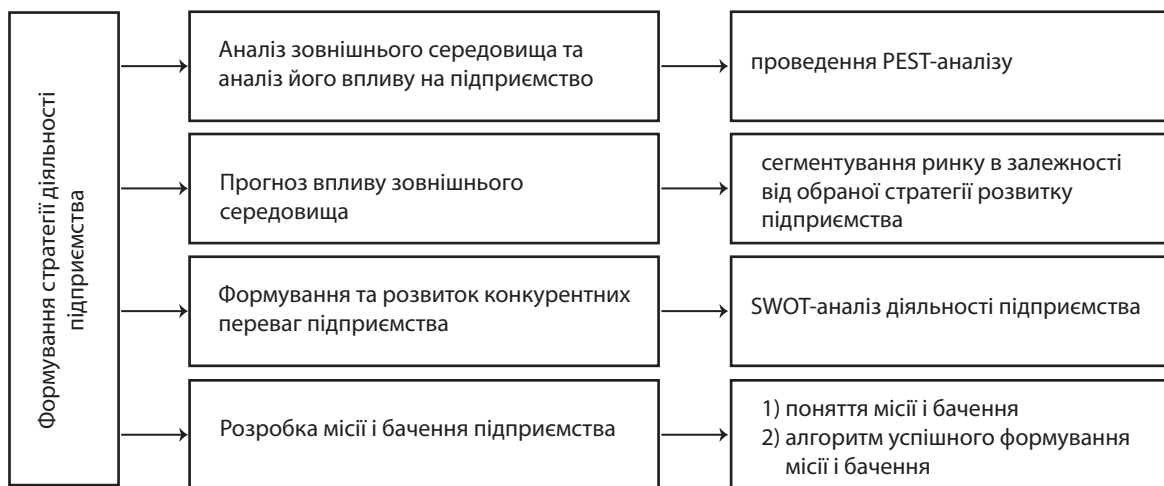 Формування стратегії діяльності
підприємства
Аналіз зовнішнього середовища та
аналіз його впливу на підприємство
проведення PEST-аналізу
Прогноз впливу зовнішнього
середовища
сегментування ринку в залежності
від обраної стратегії розвитку
підприємства
Формування та розвиток конкурентних
переваг підприємства
SWOT-аналіз діяльності підприємства
Розробка місії і бачення підприємства
1) поняття місії і бачення
2) алгоритм успішного формування
місії і бачення